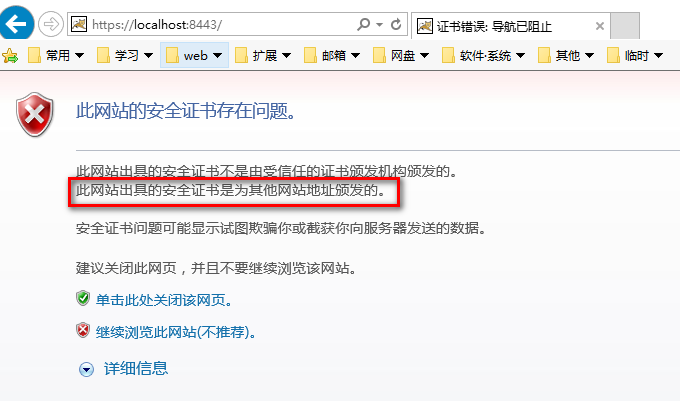 https://localhost:8443/
证书错误: 导航已阻止
常用 学习 web 扩展 邮箱 网盘 软件·系统 其他 临时
此网站的安全证书存在问题。
此网站出具的安全证书不是由受信任的证书颁发机构颁发的。
此网站出具的安全证书是为其他网站地址颁发的。
安全证书问题可能显示试图欺骗你或截获你向服务器发送的数据。
建议关闭此网页，并且不要继续浏览该网站。
单击此处关闭该网页。
继续浏览此网站(不推荐)。
详细信息